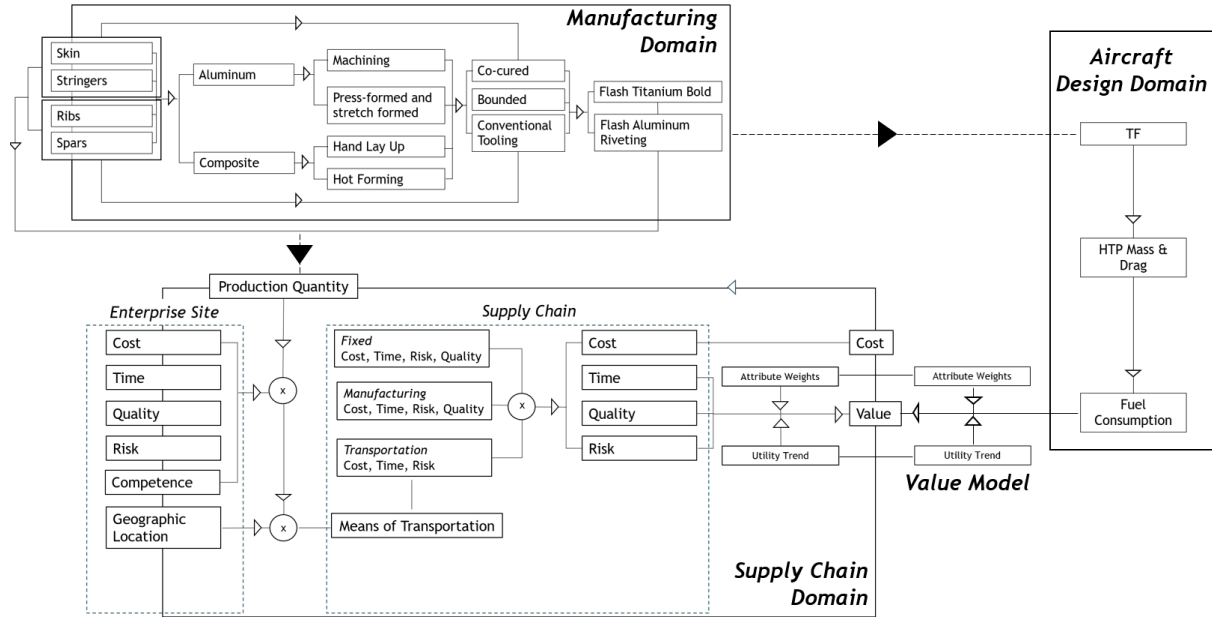 Manufacturing
Domain
Skin
Stringers
Ribs
Spars
Aluminum
Composite
Machining
Press-formed and
stretch formed
Hand Lay Up
Hot Forming
Co-cured
Bounded
Conventional
Tooling
Flash Titanium Bold
Flash Aluminum
Riveting
Aircraft
Design Domain
TF
HTP Mass &
Drag
Fuel
Consumption
Production Quantity
Enterprise Site
Cost
Time
Quality
Risk
Competence
Geographic
Location
x
x
Supply Chain
Fixed
Cost, Time, Risk, Quality
Manufacturing
Cost, Time, Risk, Quality
Transportation
Cost, Time, Risk
Means of Transportation
x
Cost
Time
Quality
Risk
Cost
Attribute Weights
Attribute Weights
Value
Utility Trend
Utility Trend
Value Model
Supply Chain
Domain